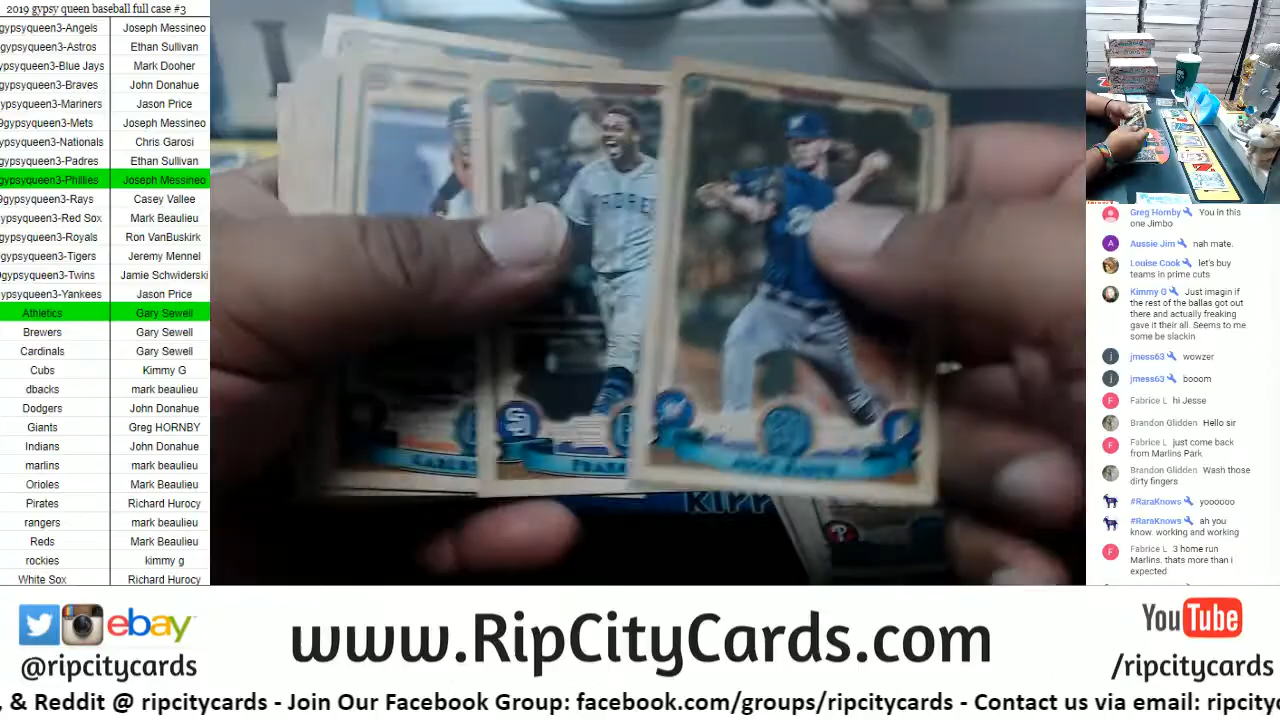 2019 gypsy queen baseball full case #3
gypsyqueen3-Angels Joseph Messineo
gypsyqueen3-Astros Ethan Sullivan
gypsyqueen3-Blue Jays Mark Dooher
gypsyqueen3-Braves John Donahue
gypsyqueen3-Mariners Jason Price
9gypsyqueen3-Mets Joseph Messineo
gypsyqueen3-Nationals Chris Garosi
gypsyqueen3-Padres Ethan Sullivan
gypsyqueen3-Phillies Joseph Messineo
9gypsyqueen3-Rays Casey Vallee
gypsyqueen3-Red Sox Mark Beaulieu
gypsyqueen3-Royals Ron VanBuskirk
gypsyqueen3-Tigers Jeremy Mennel
gypsyqueen3-Twins Jamie Schwiderski
ypsyqueen3-Yankees Jason Price
Athletics Gary Sewell
Brewers Gary Sewell
Cardinals Gary Sewell
Cubs Kimmy G
dbacks mark beaulieu
Dodgers John Donahue
Giants Greg HORNBY
Indians John Donahue
marlins mark beaulieu
Orioles Mark Beaulieu
Pirates Richard Hurocy
rangers mark beaulieu
Reds Mark Beaulieu
rockies kimmy g
White Sox Richard Hurocy
PADRES
SD
KIPP
Greg Hornby You in this
one Jimbo
Aussie Jim nah mate.
Louise Cook let's buy
teams in prime cuts
Kimmy G Just imagin if
the rest of the ballas got out
there and actually freaking
gave it their all. Seems to me
some be slackin
jmess63 wowzer
jmess63 booom
Fabrice L hi Jesse
Brandon Glidden Hello sir
Fabrice L just come back
from Marlins Park
Brandon Glidden Wash those
dirty fingers
#RaraKnows yoooooo
#RaraKnows ah you
know. working and working
Fabrice L 3 home run
Marlins. thats more than i
expected
ebay
@ripcitycards
www.RipCityCards.com
YouTube
/ripcitycards
, & Reddit @ ripcitycards - Join Our Facebook Group: facebook.com/groups/ripcitycards - Contact us via email: ripcity